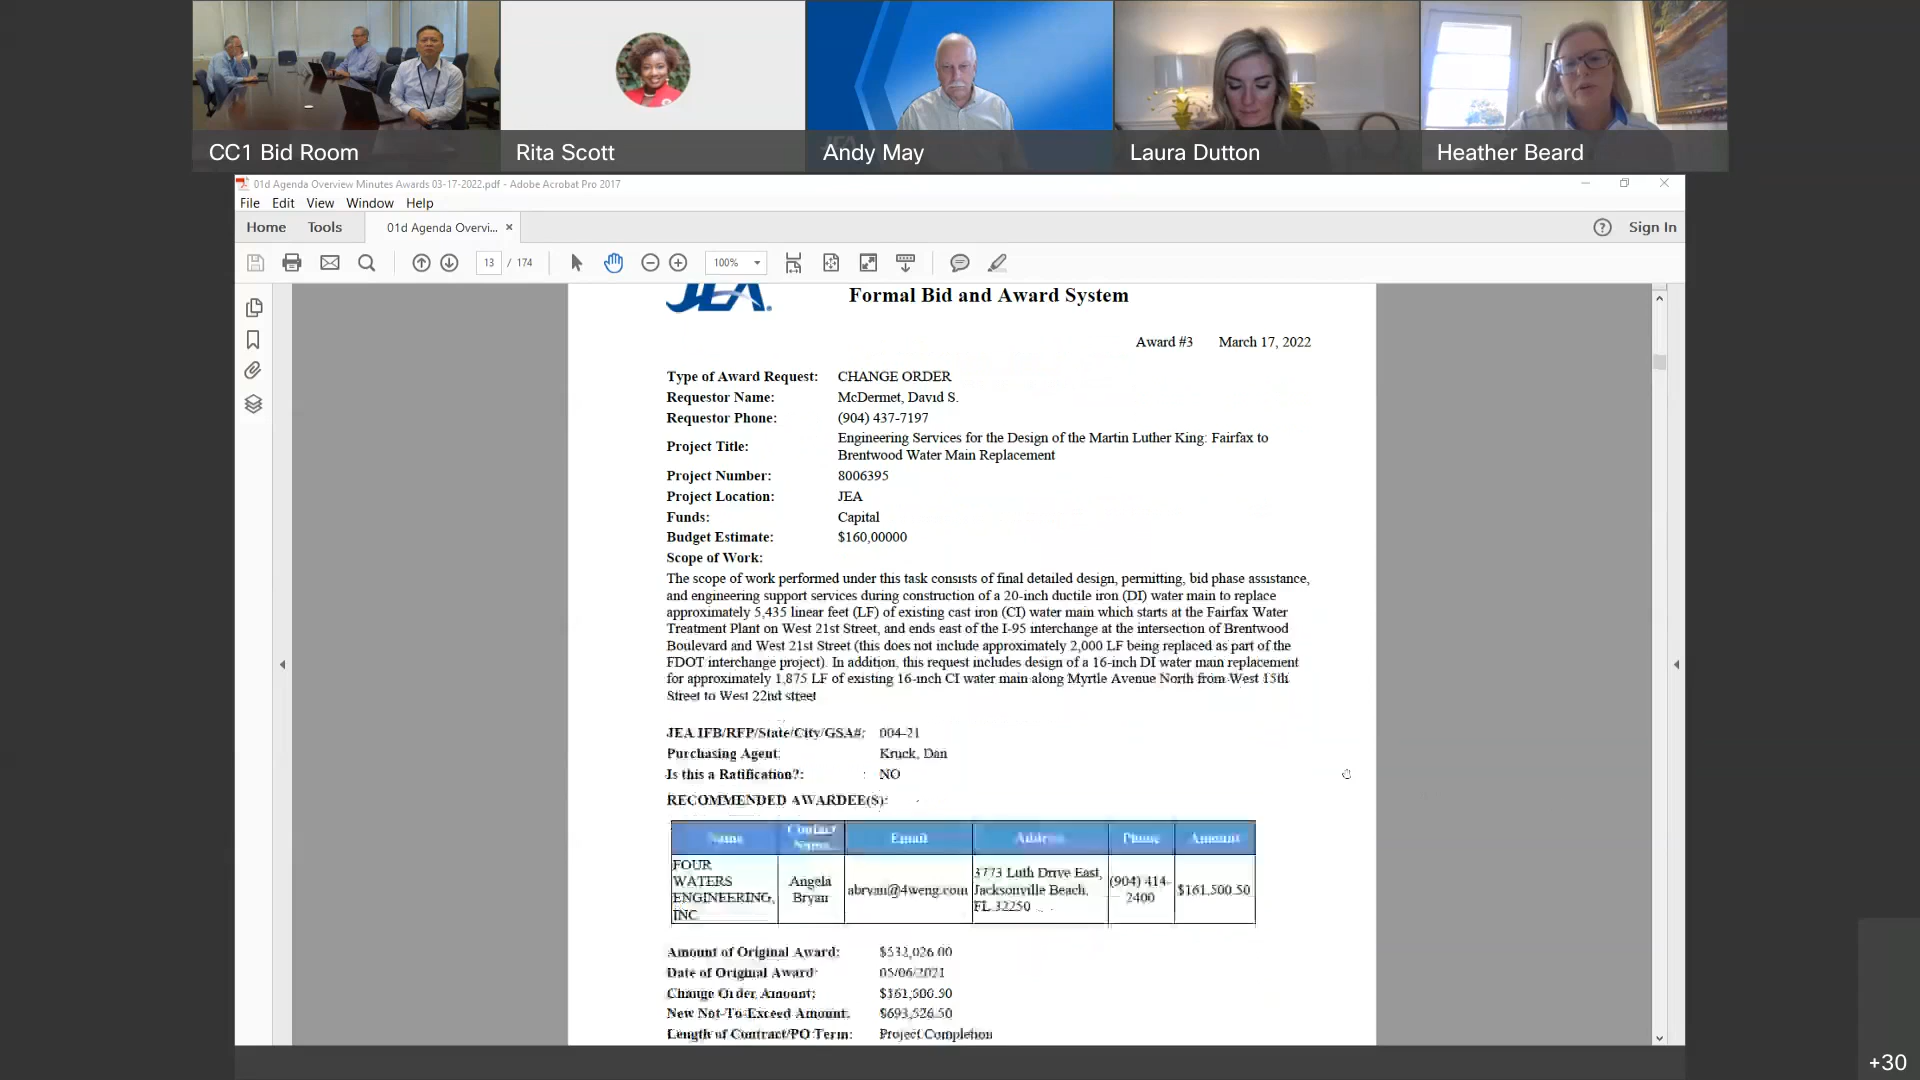 CC1 Bid Room
Rita Scott
Andy May
Laura Dutton
Heather Beard
01d Agenda Overview Minutes Awards 03-17-2022.pdf - Adobe Acrobat Pro 2017
File Edit View Window Help
Home Tools 01d Agenda Overvi... × Sign In
13 / 174 100%
JEA
Formal Bid and Award System
Award #3 March 17, 2022
Type of Award Request: CHANGE ORDER
Requestor Name: McDermet, David S.
Requestor Phone: (904) 437-7197
Project Title: Engineering Services for the Design of the Martin Luther King: Fairfax to
Brentwood Water Main Replacement
Project Number: 8006395
Project Location: JEA
Funds: Capital
Budget Estimate: $160,00000
Scope of Work:
The scope of work performed under this task consists of final detailed design, permitting, bid phase assistance,
and engineering support services during construction of a 20-inch ductile iron (DI) water main to replace
approximately 5,435 linear feet (LF) of existing cast iron (CI) water main which starts at the Fairfax Water
Treatment Plant on West 21st Street, and ends east of the I-95 interchange at the intersection of Brentwood
Boulevard and West 21st Street (this does not include approximately 2,000 LF being replaced as part of the
FDOT interchange project). In addition, this request includes design of a 16-inch DI water main replacement
for approximately 1,875 LF of existing 16-inch CI water main along Myrtle Avenue North from West 15th
Street to West 22nd street
JEA IFB/RFP/State/City/GSA#: 004-21
Purchasing Agent: Kruck, Dan
Is this a Ratification?: NO
RECOMMENDED AWARDEE(S):
Name Contact Name Email Address Phone Amount
FOUR WATERS ENGINEERING, INC Angela Bryan abryan@4weng.com 3773 Luth Drive East, Jacksonville Beach, FL 32250 (904) 414-2400 $161,500.50
Amount of Original Award: $532,026.00
Date of Original Award: 05/06/2021
Change Order Amount: $161,500.50
New Not-To-Exceed Amount: $693,526.50
Length of Contract/PO Term: Project Completion
+30